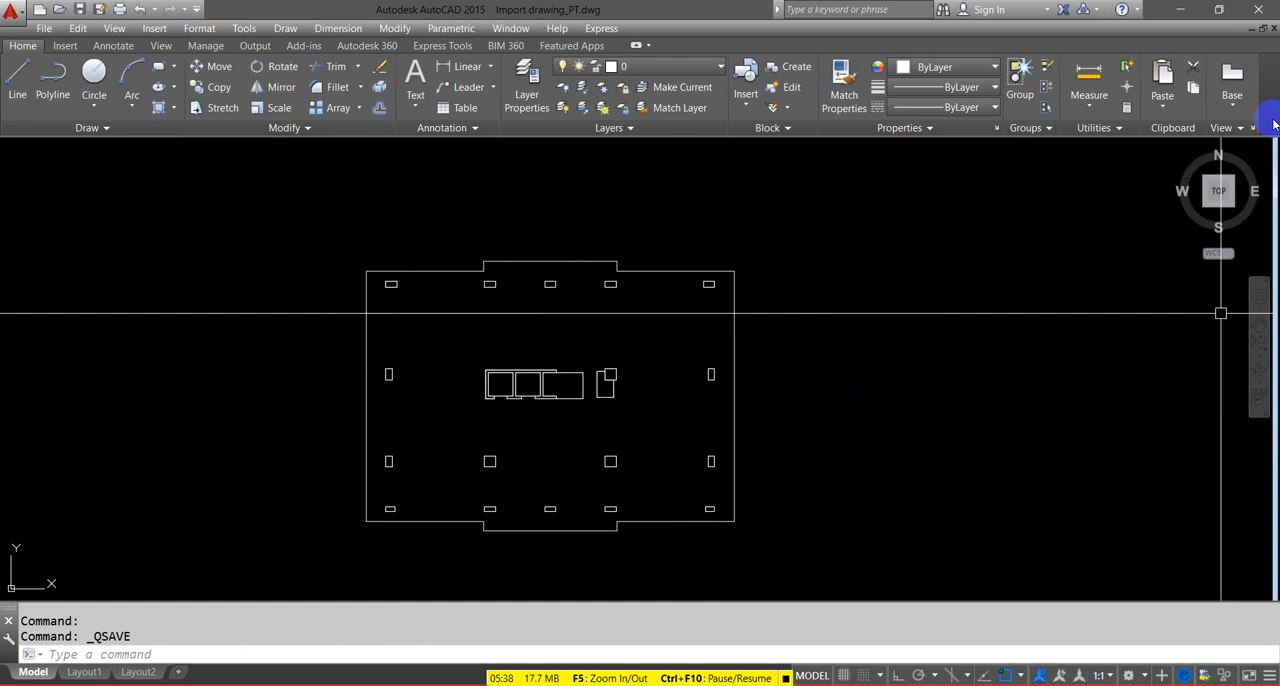 Autodesk AutoCAD 2015 Import drawing_PT.dwg
Type a keyword or phrase
Sign In
File Edit View Insert Format Tools Draw Dimension Modify Parametric Window Help Express
Home Insert Annotate View Manage Output Add-ins Autodesk 360 Express Tools BIM 360 Featured Apps
Line Polyline Circle Arc
Move Rotate Trim
Copy Mirror Fillet
Stretch Scale Array
Text Linear
Leader
Table
Layer Properties
0
Make Current
Match Layer
Insert Create
Edit
Match Properties
ByLayer
ByLayer
ByLayer
Group Measure Paste Base
Draw Modify Annotation Layers Block Properties Groups Utilities Clipboard View
N
W TOP E
S
WCS
Y
X
Command:
Command: _QSAVE
Type a command
Model Layout1 Layout2 +
05:38 17.7 MB F5: Zoom In/Out Ctrl+F10: Pause/Resume
MODEL 1:1